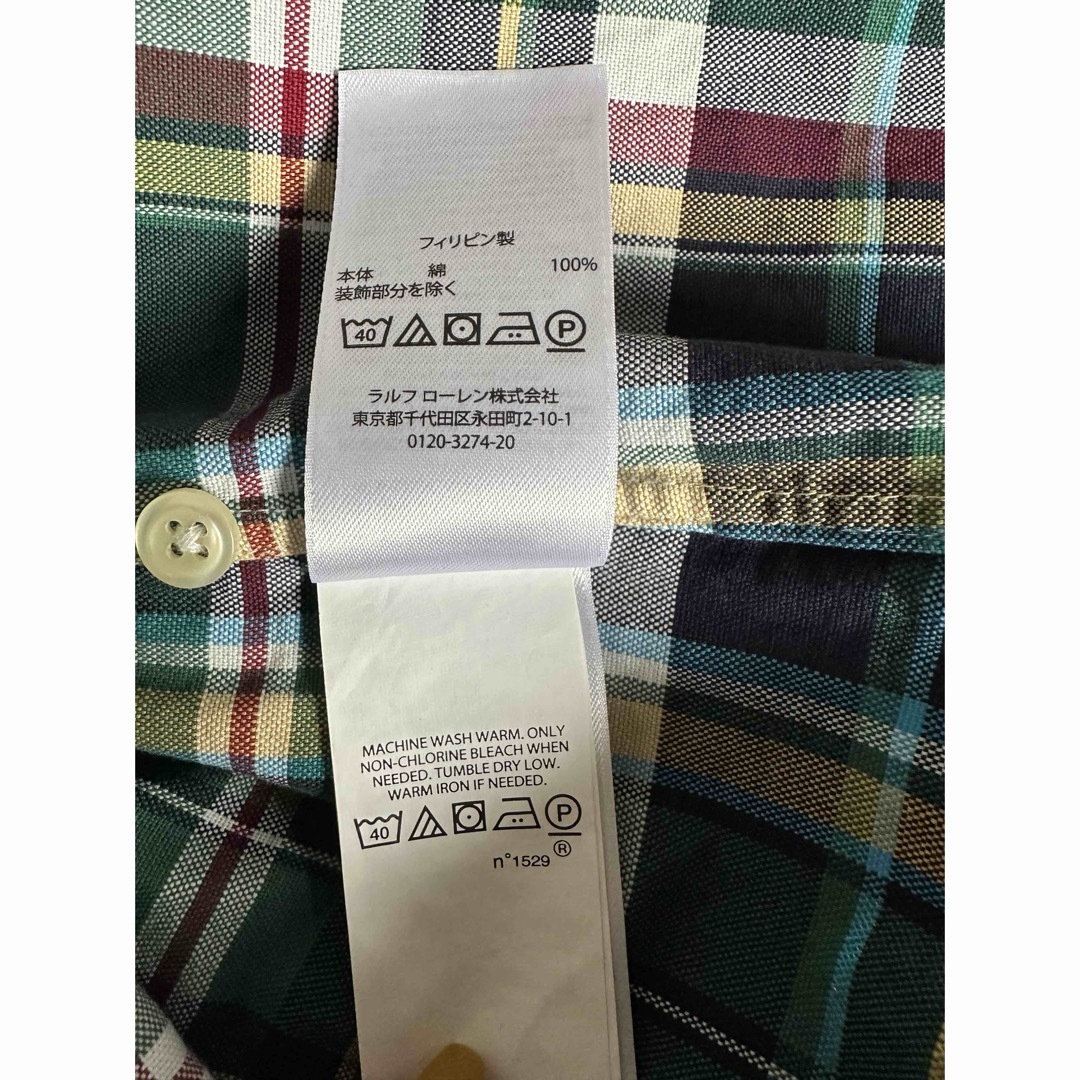 フィリピン製
本体 綿 100%
装飾部分を除く
40 P
ラルフ ローレン株式会社
東京都千代田区永田町2-10-1
0120-3274-20
MACHINE WASH WARM. ONLY
NON-CHLORINE BLEACH WHEN
NEEDED. TUMBLE DRY LOW.
WARM IRON IF NEEDED.
40 P
n°1529 ®